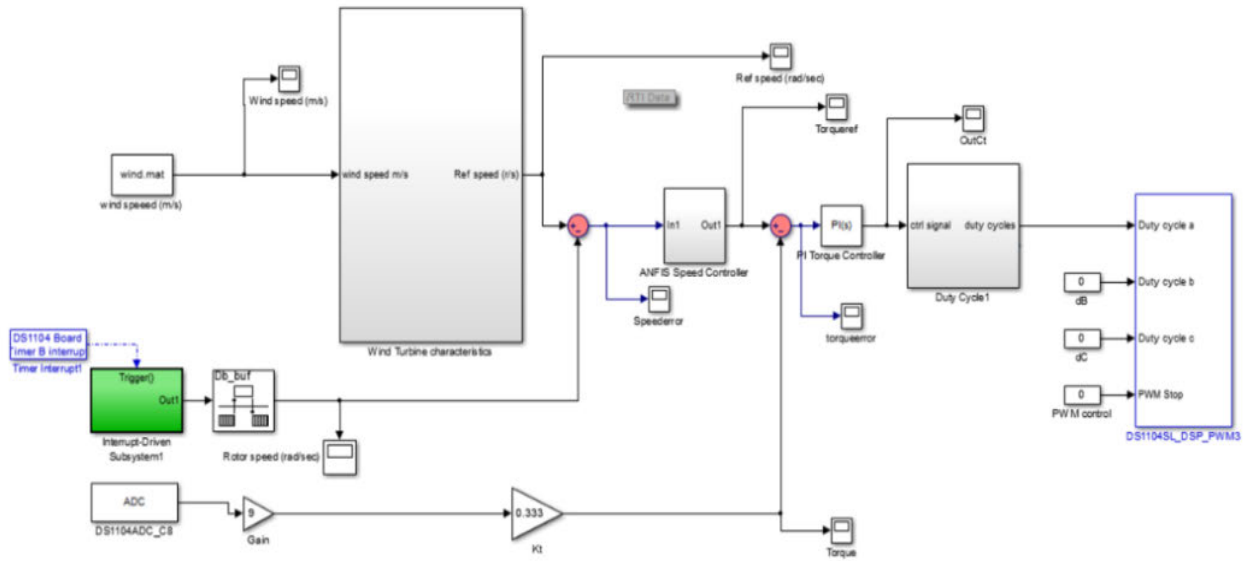 Ref speed (rad/sec)
Wind speed (m/s)
RTI Data
Torqueref
OutCt
wind.mat
wind speeed (m/s)
wind speed m/s
Ref speed (r/s)
In1
Out1
ANFIS Speed Controller
PI(s)
PI Torque Controller
ctrl signal
duty cycles
Duty Cycle1
Duty cycle a
Duty cycle b
Duty cycle c
PWM Stop
DS1104SL_DSP_PWM3
0
dB
0
dC
0
PWM control
Speederror
torqueerror
Wind Turbine characteristics
DS1104 Board
Timer B interrup
Timer Interrupt1
Trigger()
Out1
Interrupt-Driven
Subsystem1
Db_buf
Rotor speed (rad/sec)
ADC
DS1104ADC_C8
9
Gain
0.333
Kt
Torque